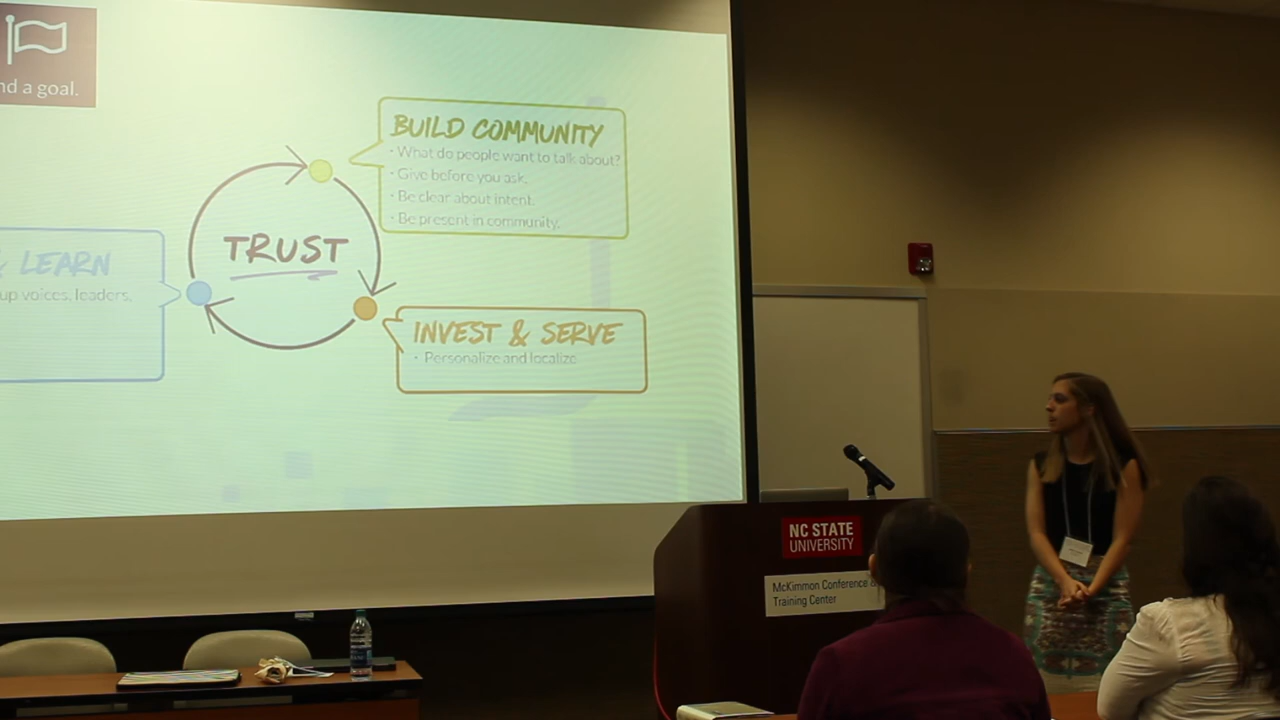 nd a goal.
BUILD COMMUNITY
· What do people want to talk about?
· Give before you ask.
· Be clear about intent.
· Be present in community.
TRUST
& LEARN
up voices, leaders,
INVEST & SERVE
· Personalize and localize
NC STATE
UNIVERSITY
McKimmon Conference &
Training Center